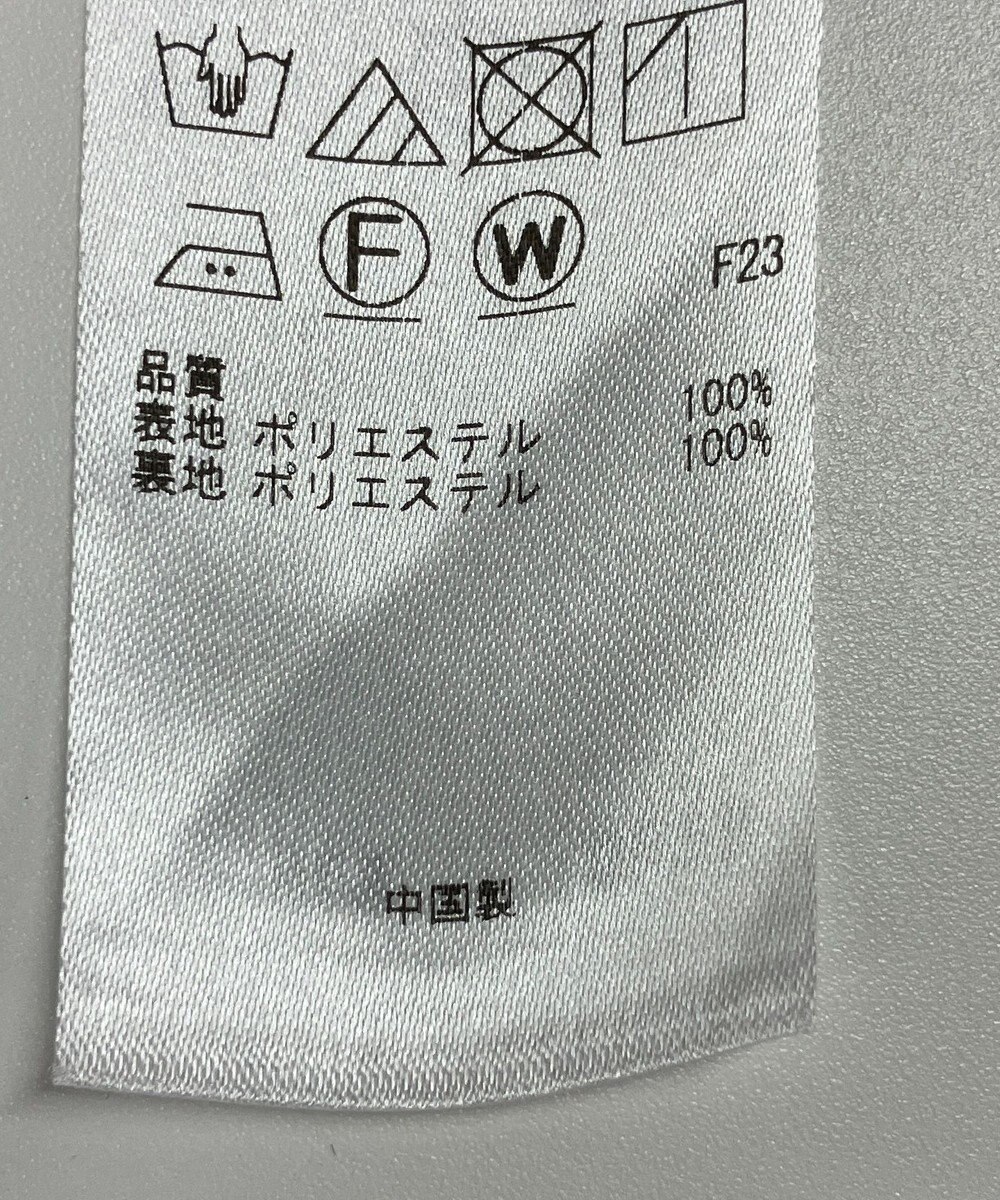 F W F23
品質
表地 ポリエステル 100%
裏地 ポリエステル 100%
中国製